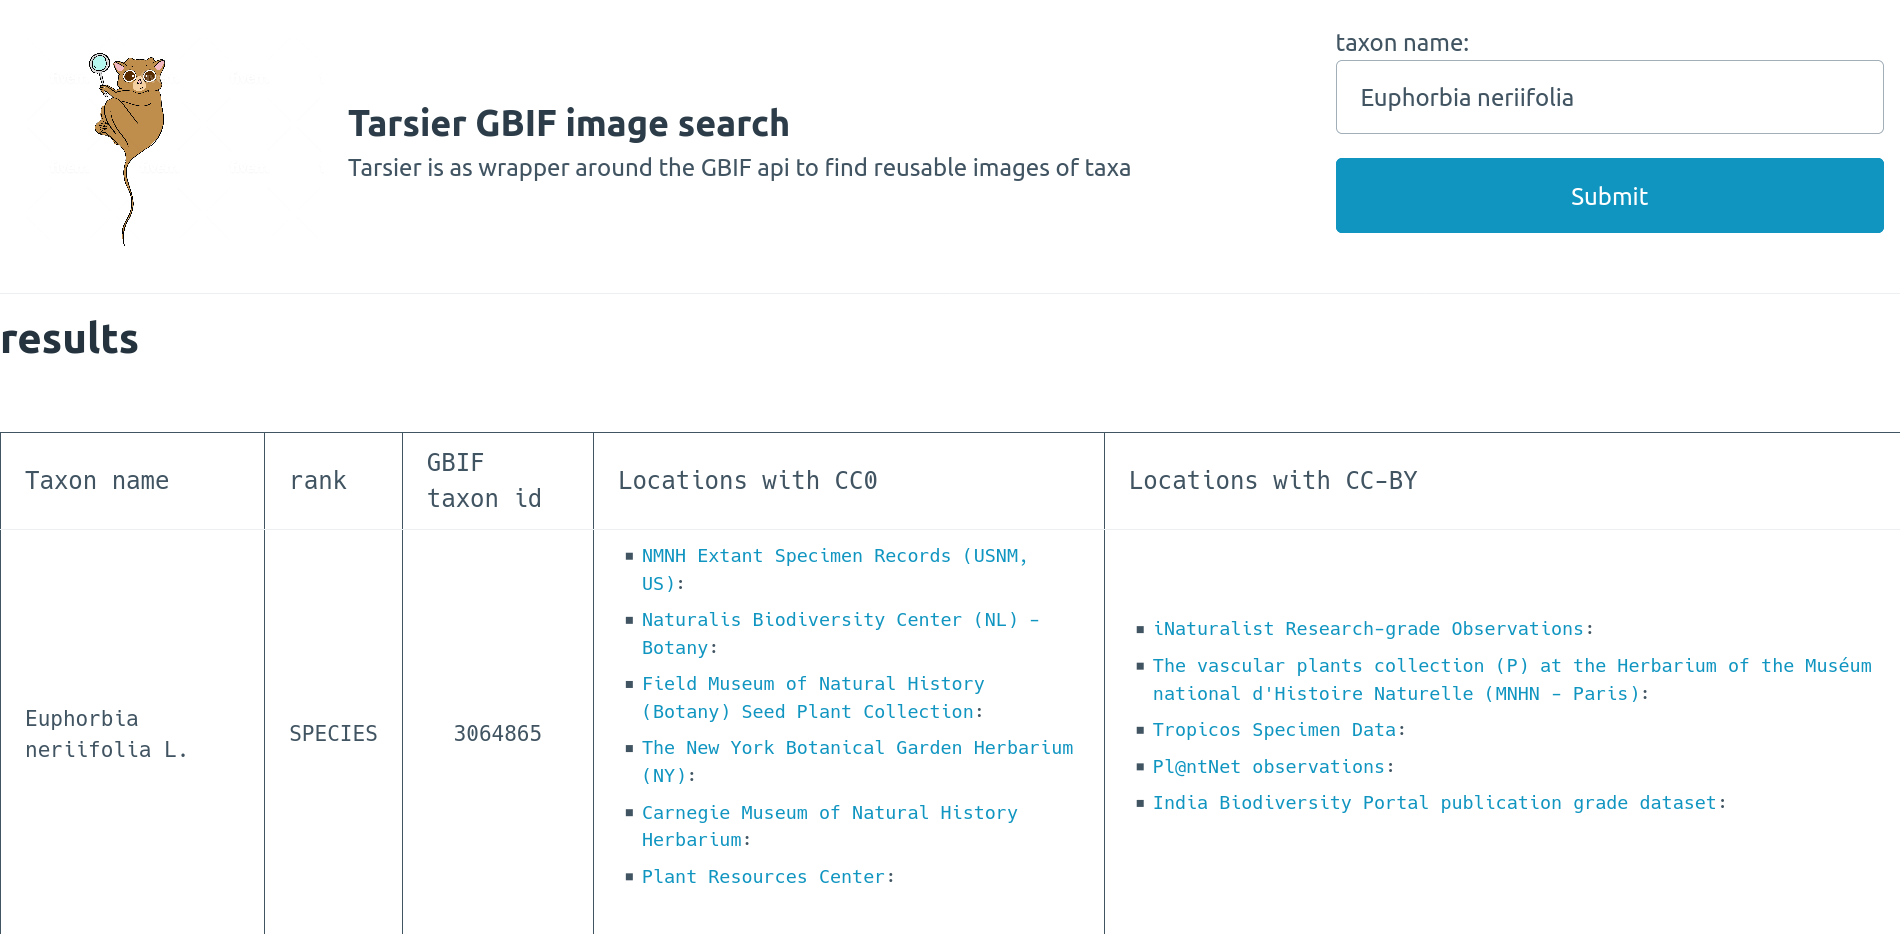 taxon name:
Euphorbia neriifolia
Submit
Tarsier GBIF image search
Tarsier is as wrapper around the GBIF api to find reusable images of taxa
results
Taxon name
rank
GBIF
taxon id
Locations with CC0
Locations with CC-BY
Euphorbia
neriifolia L.
SPECIES
3064865
NMNH Extant Specimen Records (USNM,
US):
Naturalis Biodiversity Center (NL) -
Botany:
Field Museum of Natural History
(Botany) Seed Plant Collection:
The New York Botanical Garden Herbarium
(NY):
Carnegie Museum of Natural History
Herbarium:
Plant Resources Center:
iNaturalist Research-grade Observations:
The vascular plants collection (P) at the Herbarium of the Muséum
national d'Histoire Naturelle (MNHN - Paris):
Tropicos Specimen Data:
Pl@ntNet observations:
India Biodiversity Portal publication grade dataset: